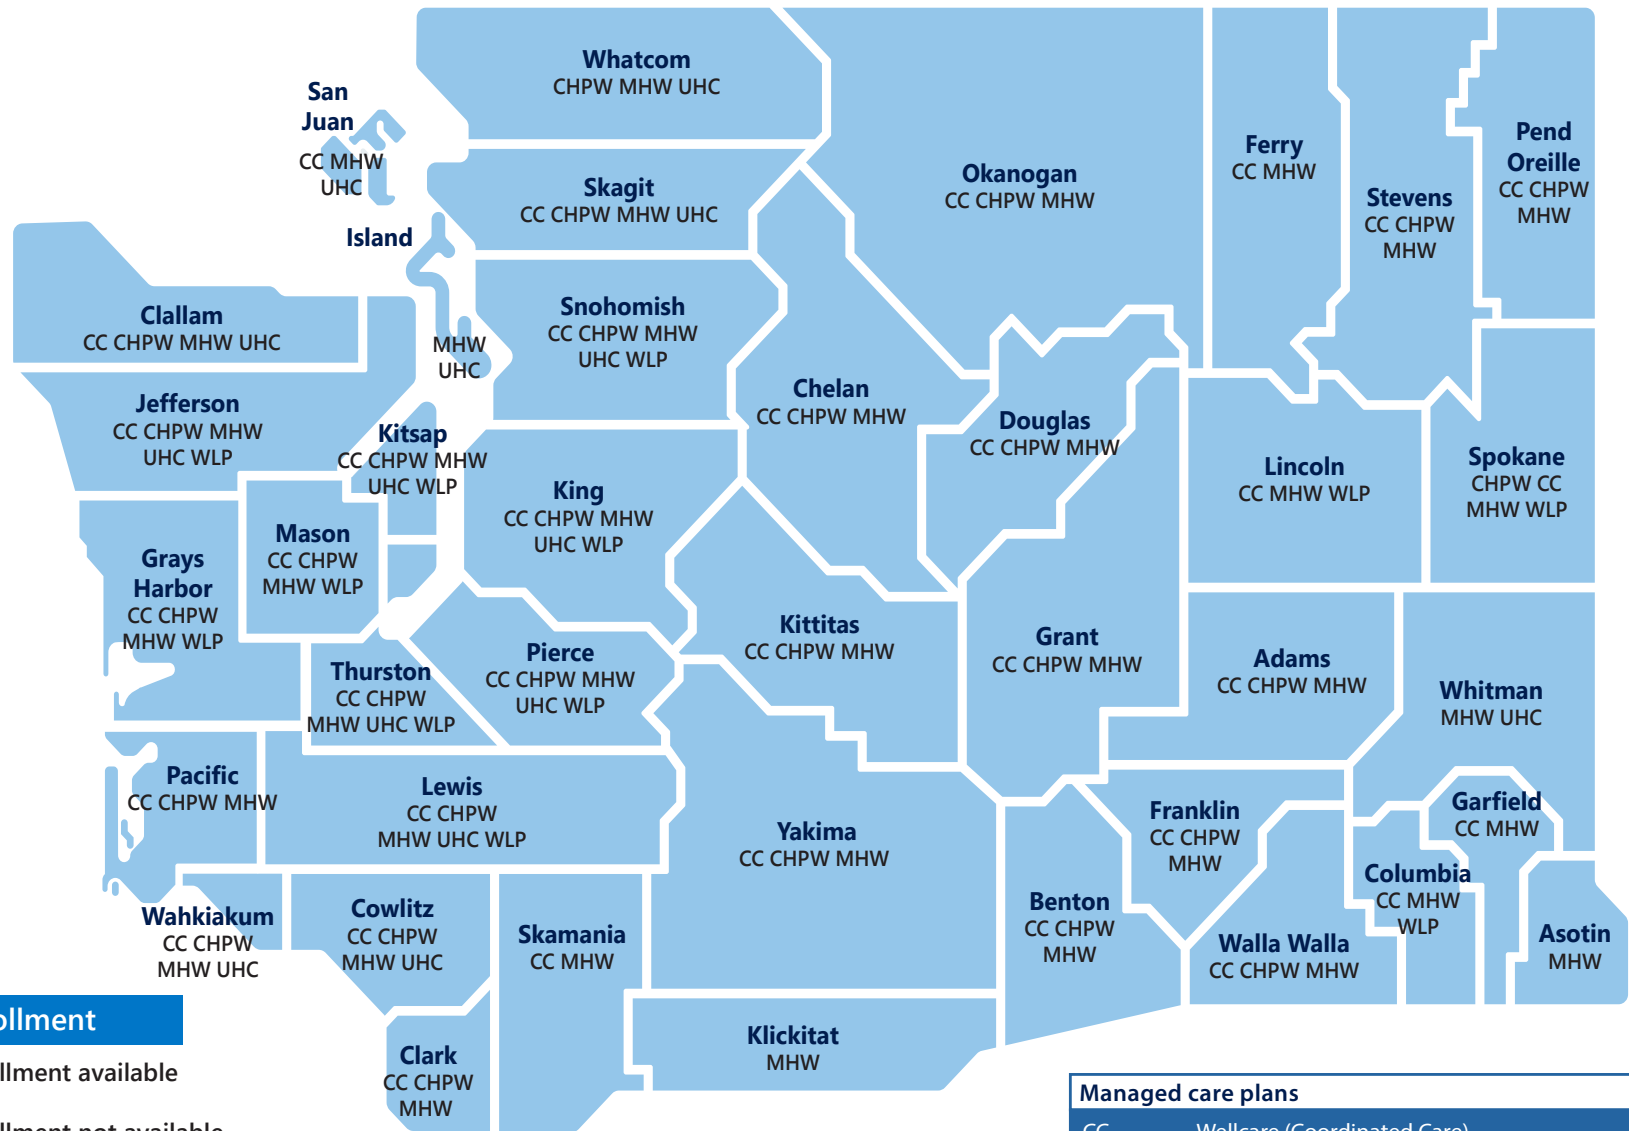 Whatcom
CHPW MHW UHC
San
Juan
CC MHW
UHC
Skagit
CC CHPW MHW UHC
Island
MHW
UHC
Okanogan
CC CHPW MHW
Ferry
CC MHW
Stevens
CC CHPW
MHW
Pend
Oreille
CC CHPW
MHW
Clallam
CC CHPW MHW UHC
Snohomish
CC CHPW MHW
UHC WLP
Jefferson
CC CHPW MHW
UHC WLP
Kitsap
CC CHPW MHW
UHC WLP
Chelan
CC CHPW MHW
Douglas
CC CHPW MHW
Lincoln
CC MHW WLP
Spokane
CHPW CC
MHW WLP
King
CC CHPW MHW
UHC WLP
Mason
CC CHPW
MHW WLP
Grays
Harbor
CC CHPW
MHW WLP
Thurston
CC CHPW
MHW UHC WLP
Pierce
CC CHPW MHW
UHC WLP
Kittitas
CC CHPW MHW
Grant
CC CHPW MHW
Adams
CC CHPW MHW
Whitman
MHW UHC
Pacific
CC CHPW MHW
Lewis
CC CHPW
MHW UHC WLP
Yakima
CC CHPW MHW
Franklin
CC CHPW
MHW
Garfield
CC MHW
Columbia
CC MHW
WLP
Wahkiakum
CC CHPW
MHW UHC
Cowlitz
CC CHPW
MHW UHC
Skamania
CC MHW
Benton
CC CHPW
MHW
Walla Walla
CC CHPW MHW
Asotin
MHW
Clark
CC CHPW
MHW
Klickitat
MHW
ollment
llment available
llment not available
Managed care plans
CC Wellcare (Coordinated Care)